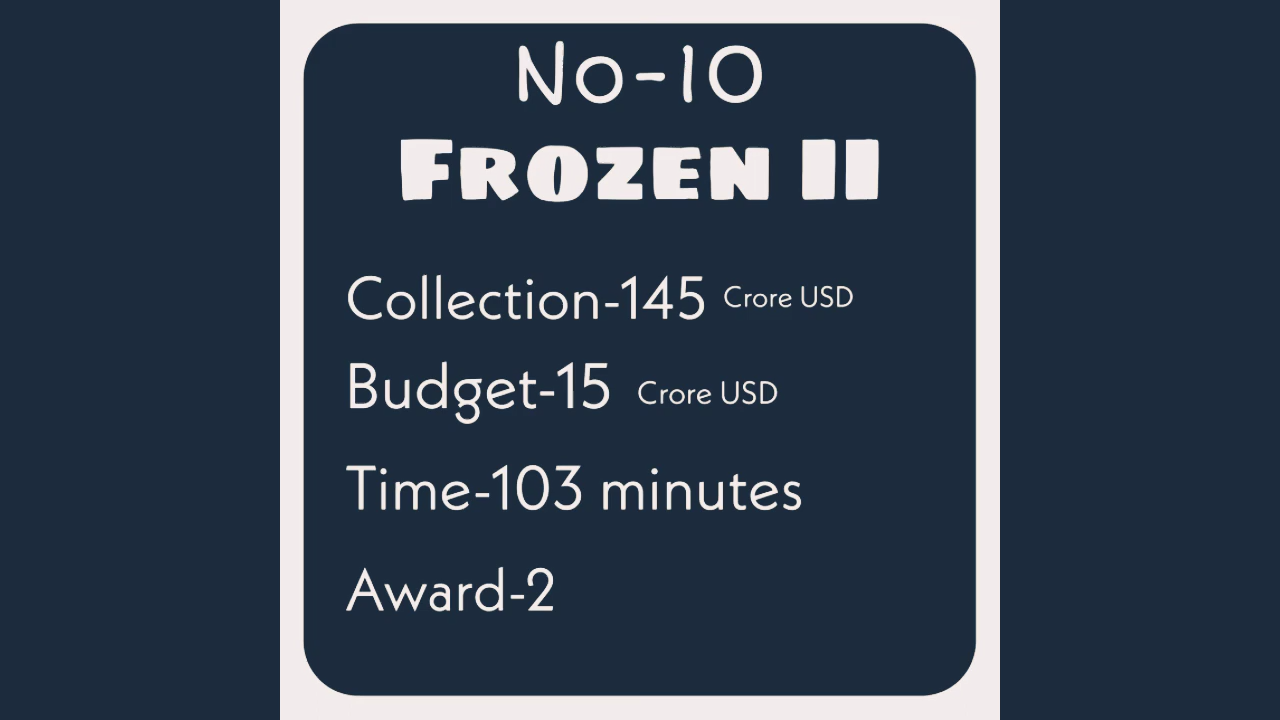 No-10
FROZEN II
Collection-145 Crore USD
Budget-15 Crore USD
Time-103 minutes
Award-2